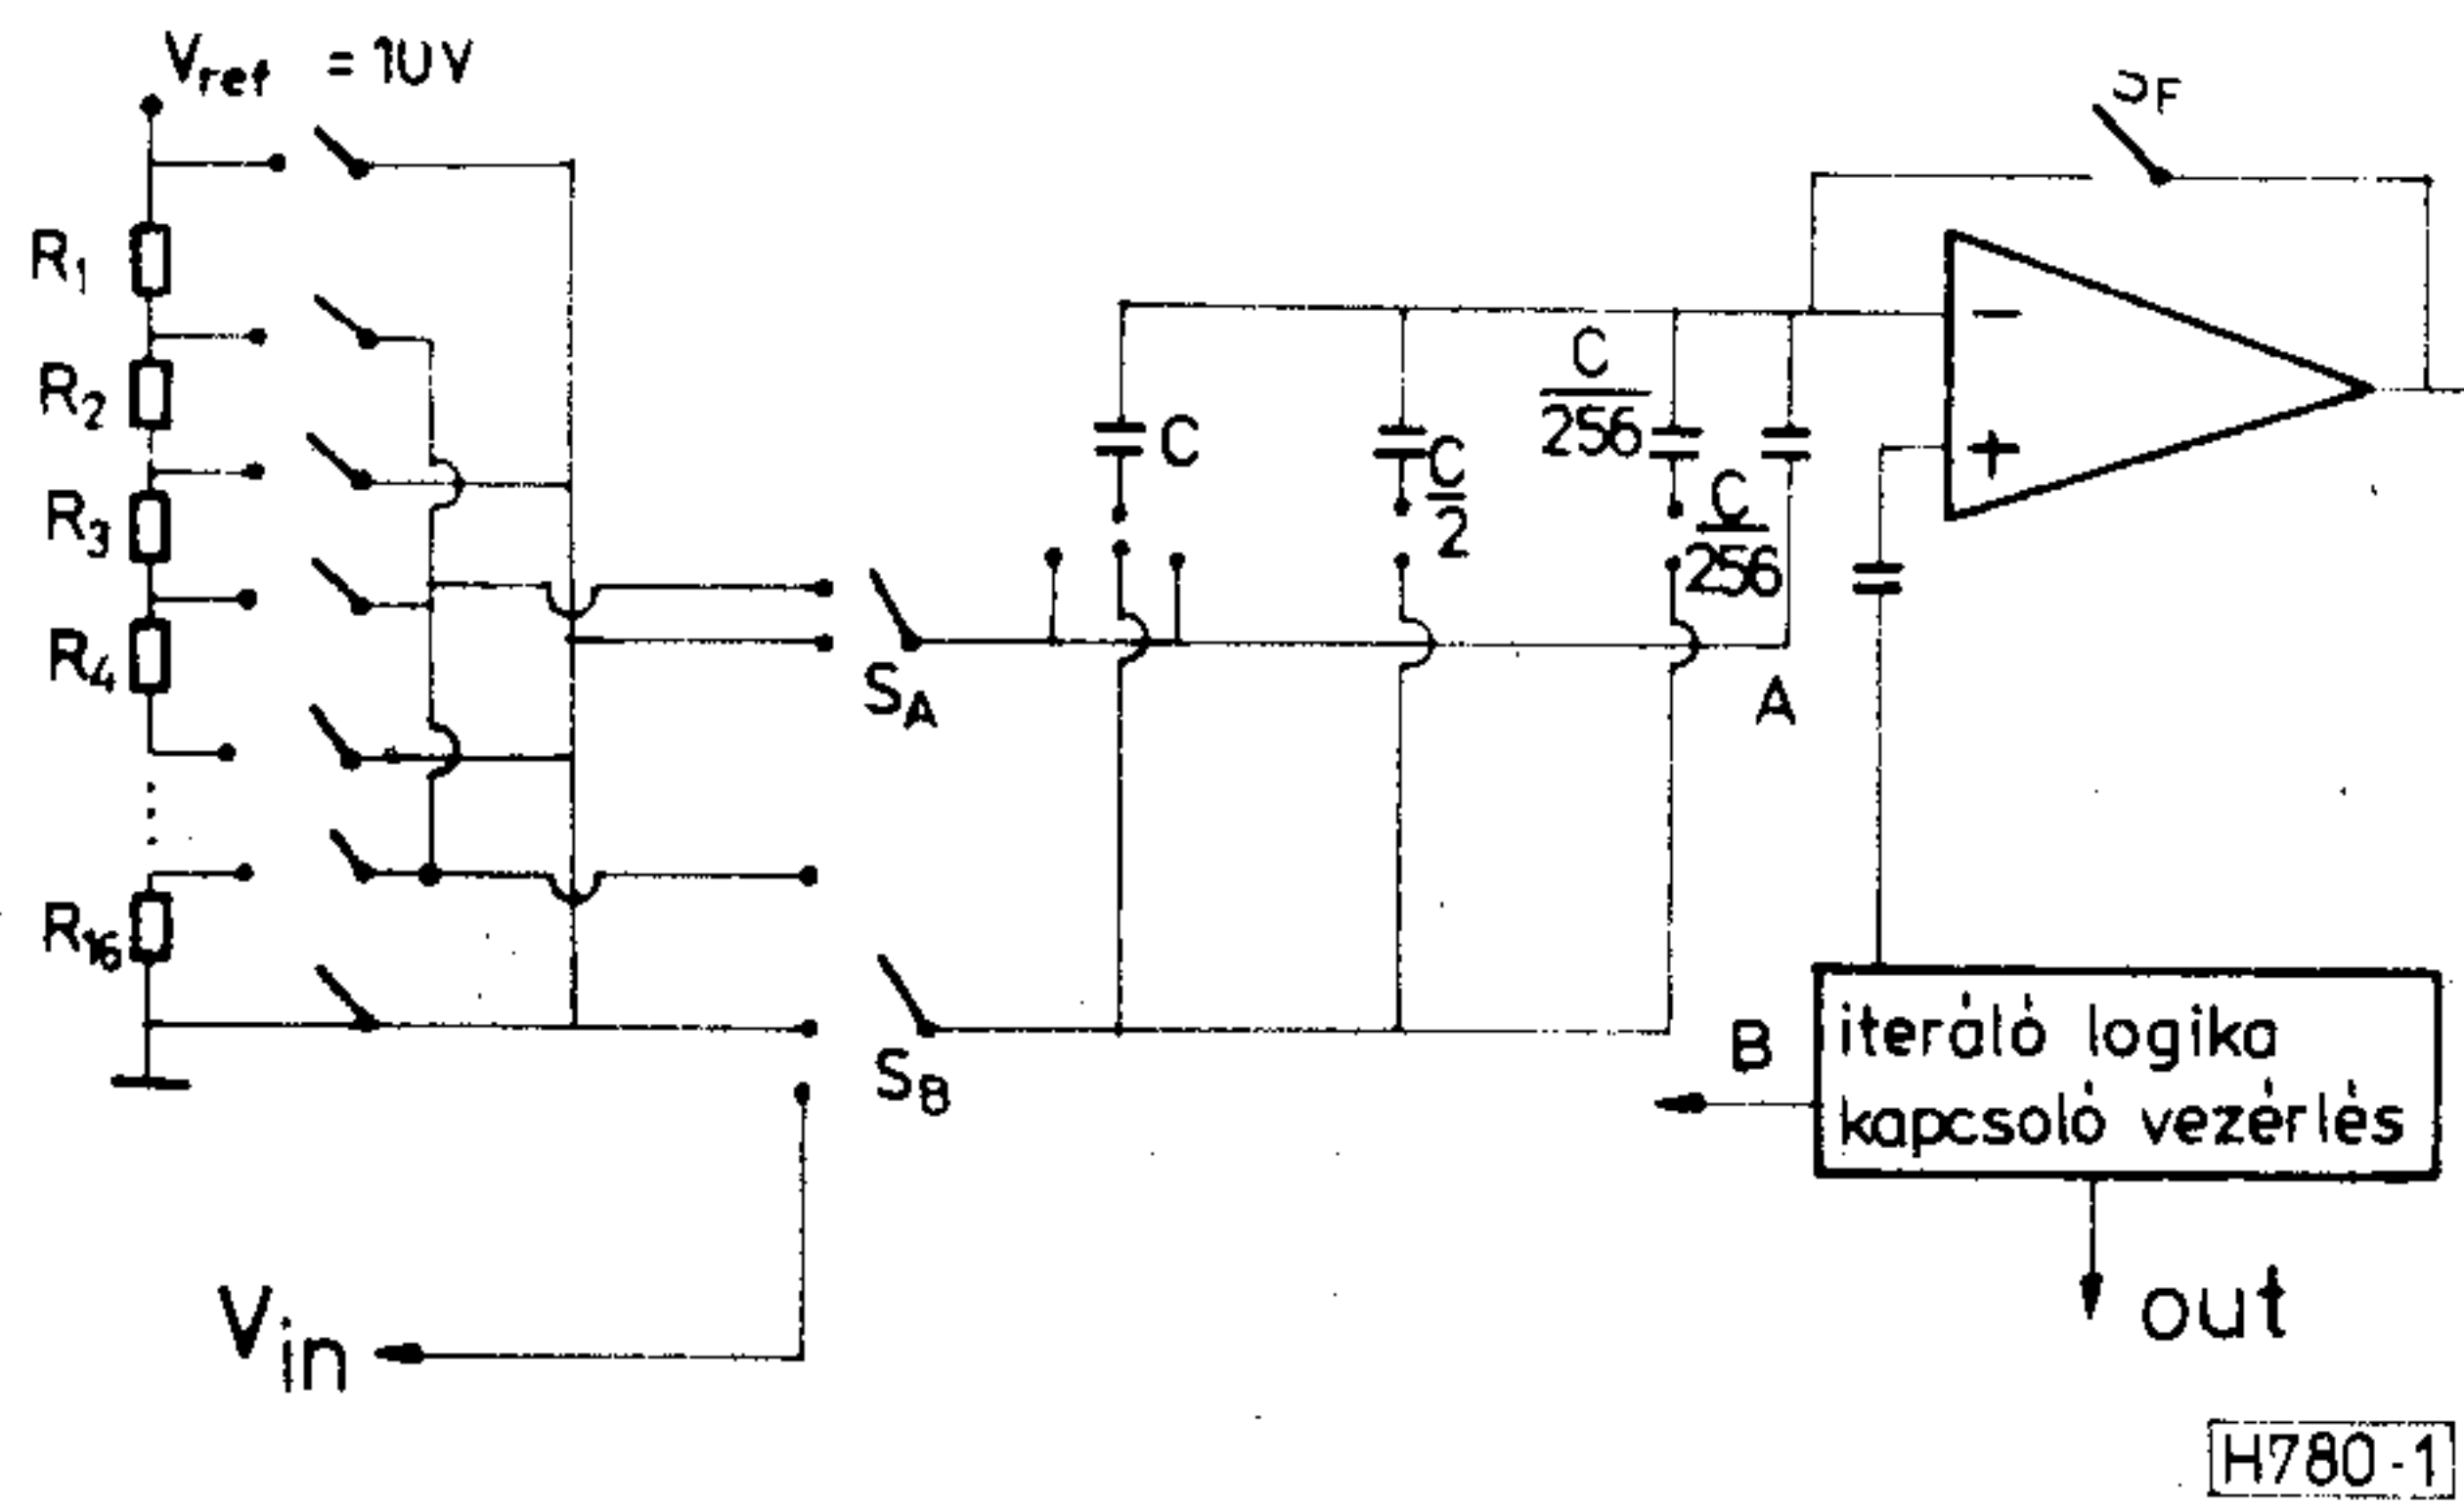 Vref = 10V
SF
R1
R2
R3
R4
R16
C
C/2
C/256
C/256
−
+
SA
A
SB
B
iteráló logika
kapcsoló vezérlés
Vin
out
H780-1